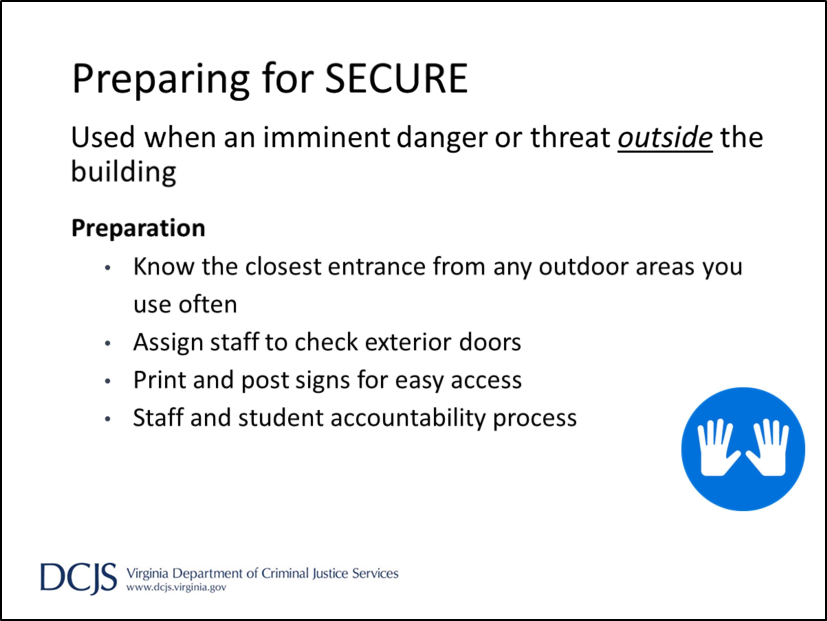 Preparing for SECURE
Used when an imminent danger or threat outside the
building
Preparation
• Know the closest entrance from any outdoor areas you
use often
• Assign staff to check exterior doors
• Print and post signs for easy access
• Staff and student accountability process
DCJS Virginia Department of Criminal Justice Services
www.dcjs.virginia.gov